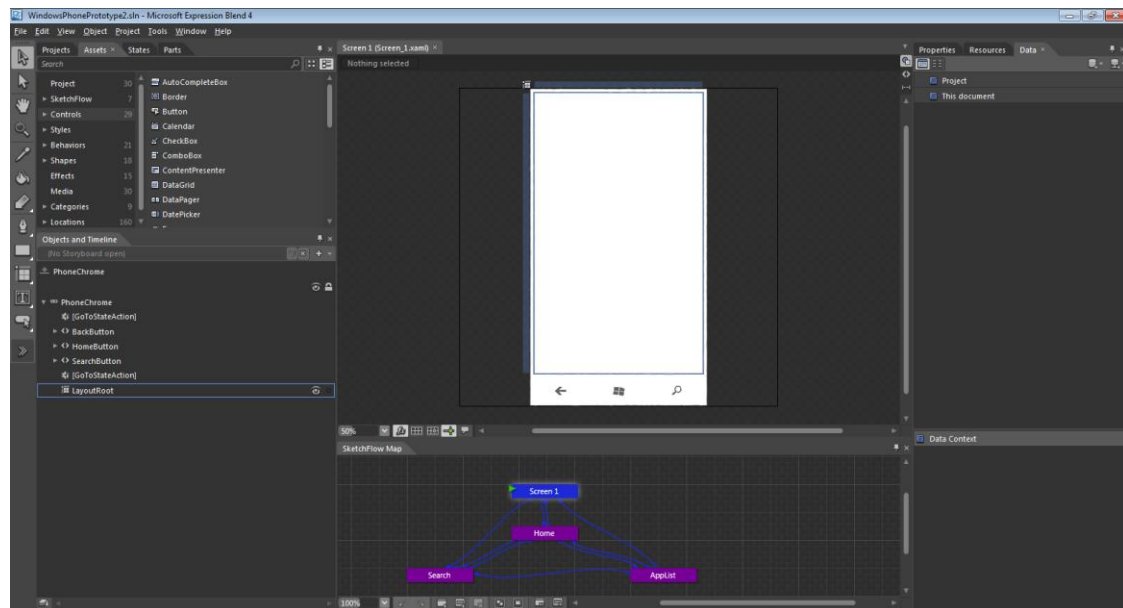 WindowsPhonePrototype2.sln - Microsoft Expression Blend 4
File Edit View Object Project Tools Window Help
Projects Assets × States Parts
Search
Project 30
SketchFlow 7
Controls 29
Styles
Behaviors 21
Shapes 18
Effects 15
Media 30
Categories 9
Locations 160
AutoCompleteBox
Border
Button
Calendar
CheckBox
ComboBox
ContentPresenter
DataGrid
DataPager
DatePicker
Objects and Timeline
(No Storyboard open)
PhoneChrome
PhoneChrome
[GoToStateAction]
BackButton
HomeButton
SearchButton
[GoToStateAction]
LayoutRoot
Screen 1 (Screen_1.xaml) ×
Nothing selected
50%
SketchFlow Map
Screen 1
Home
Search
AppList
100%
Properties Resources Data ×
Project
This document
Data Context